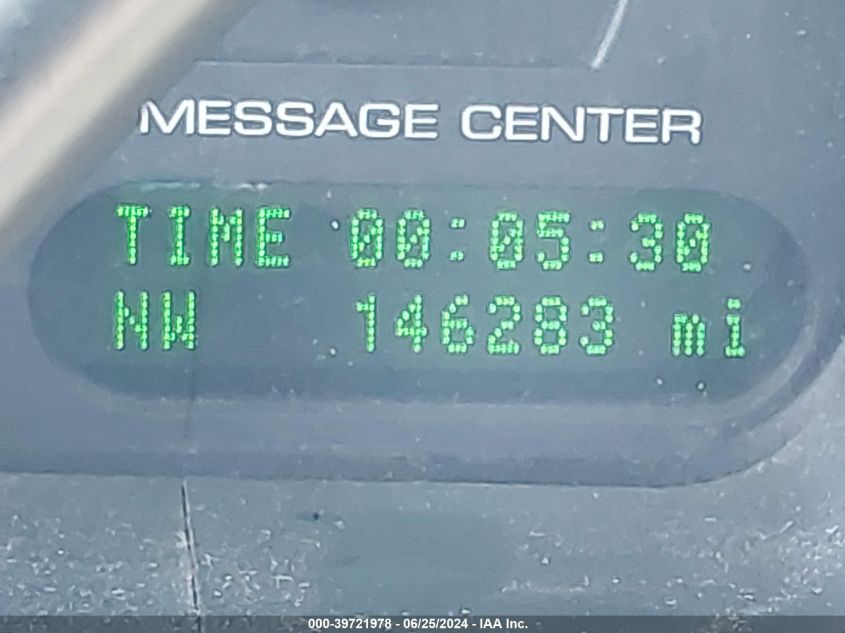 MESSAGE CENTER
TIME 00:05:30
NW 146283 mi
000-39721978 - 06/25/2024 - IAA Inc.